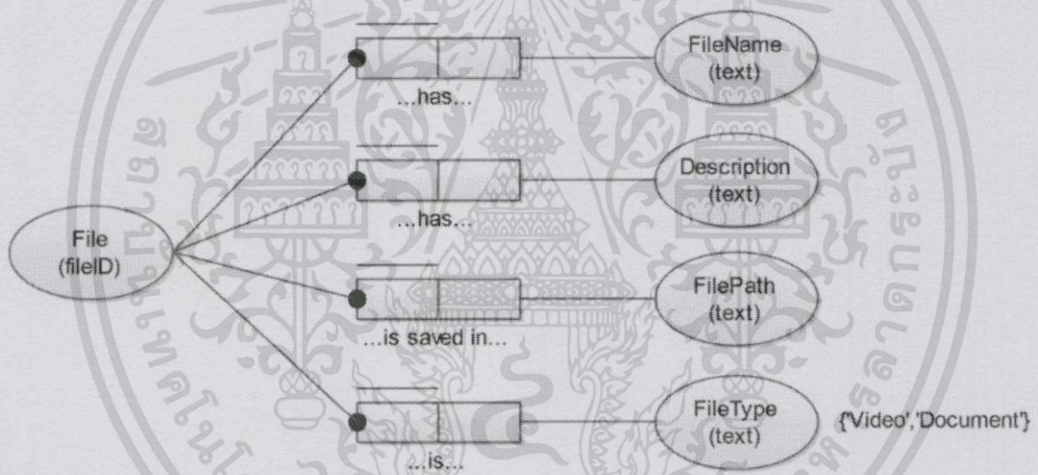 FileName
(text)
...has...
Description
(text)
...has...
File
(fileID)
FilePath
(text)
...is saved in...
FileType
(text)
{'Video','Document'}
...is...